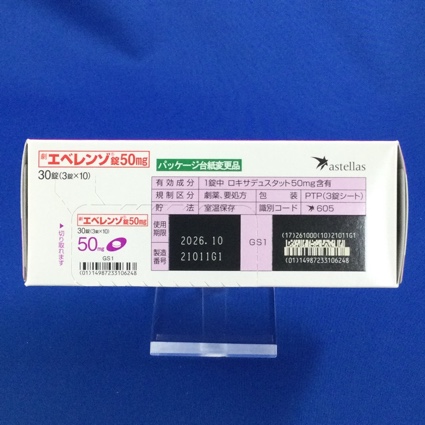 劇 エベレンゾ®錠50mg
30錠(3錠×10)
パッケージ台紙変更品
astellas
有効成分 1錠中 ロキサデュスタット50mg含有
規制区分 劇薬、要処方 包装 PTP(3錠シート)
貯法 室温保存 識別コード 605
劇 エベレンゾ®錠50mg
30錠(3錠×10)
50mg
GS1
(01)14987233106248
切り取れます
使用期限 2026.10
製造番号 21011G1
GS1
(17)261000(10)21011G1
(01)14987233106248